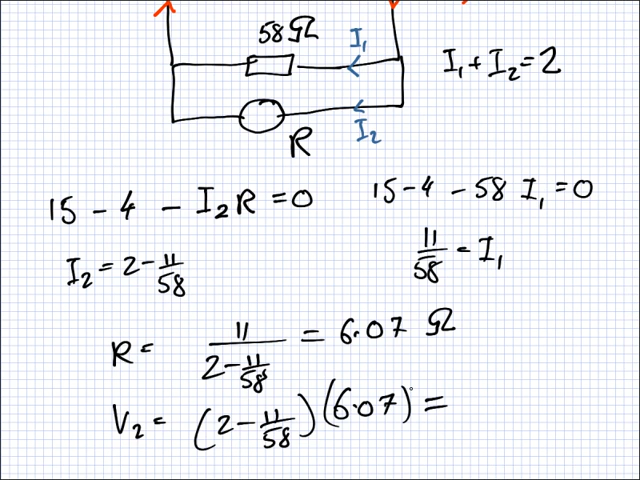 58 Ω
I₁
I₁ + I₂ = 2
I₂
R
15 - 4 - I₂R = 0
15 - 4 - 58 I₁ = 0
I₂ = 2 - 11/58
11/58 = I₁
R = 11/(2 - 11/58) = 6.07 Ω
V₂ = (2 - 11/58)(6.07) =